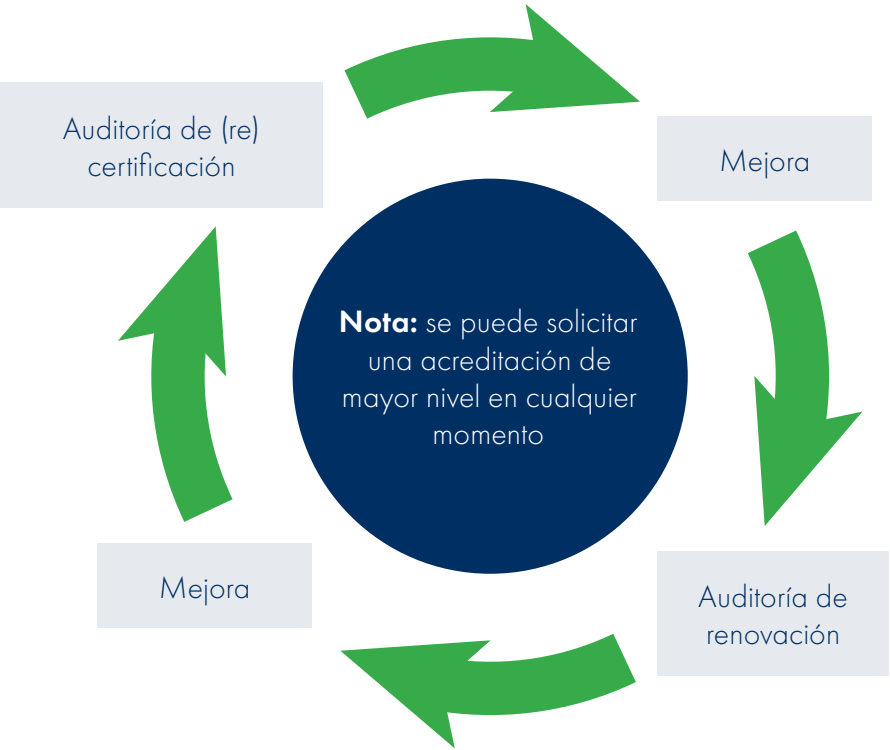 Auditoría de (re)
certificación
Mejora
Nota: se puede solicitar
una acreditación de
mayor nivel en cualquier
momento
Mejora
Auditoría de
renovación